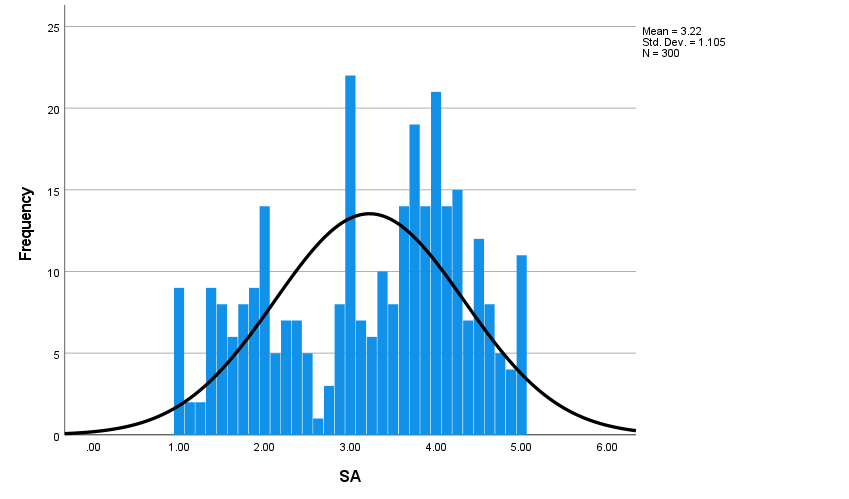 Mean = 3.22
Std. Dev. = 1.105
N = 300
25
20
15
10
5
0
Frequency
.00
1.00
2.00
3.00
4.00
5.00
6.00
SA